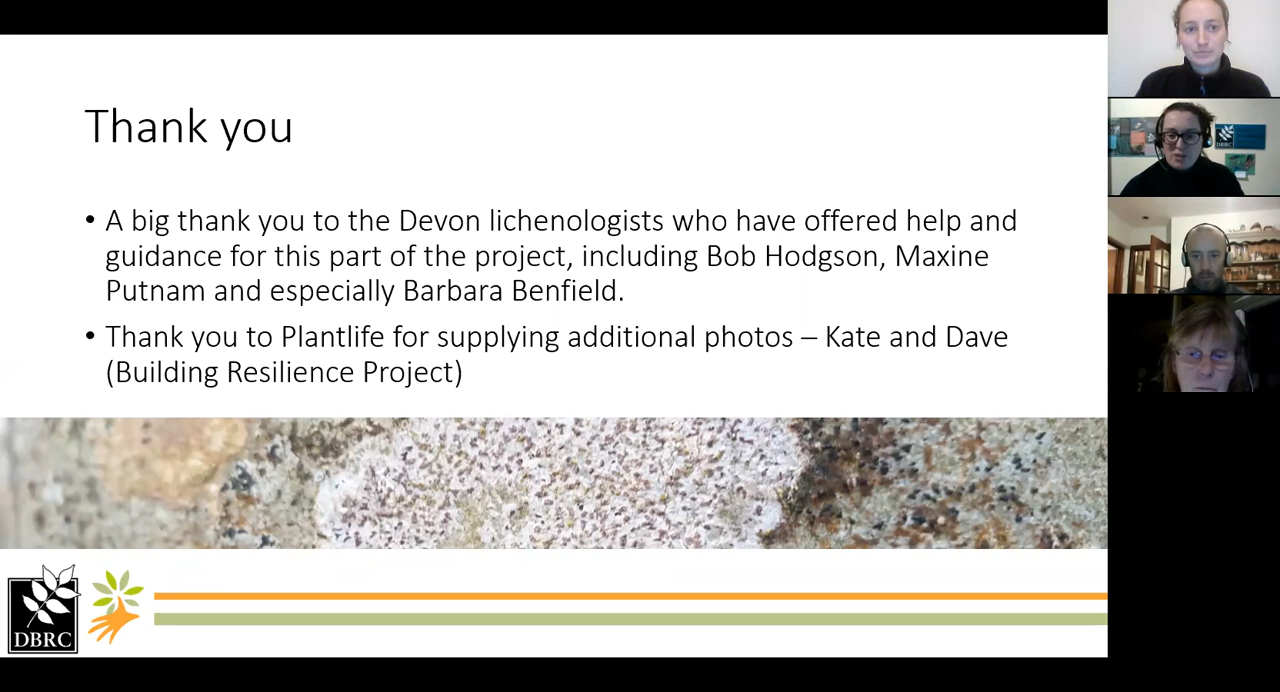 Thank you
• A big thank you to the Devon lichenologists who have offered help and
guidance for this part of the project, including Bob Hodgson, Maxine
Putnam and especially Barbara Benfield.
• Thank you to Plantlife for supplying additional photos – Kate and Dave
(Building Resilience Project)
DBRC
DBRC